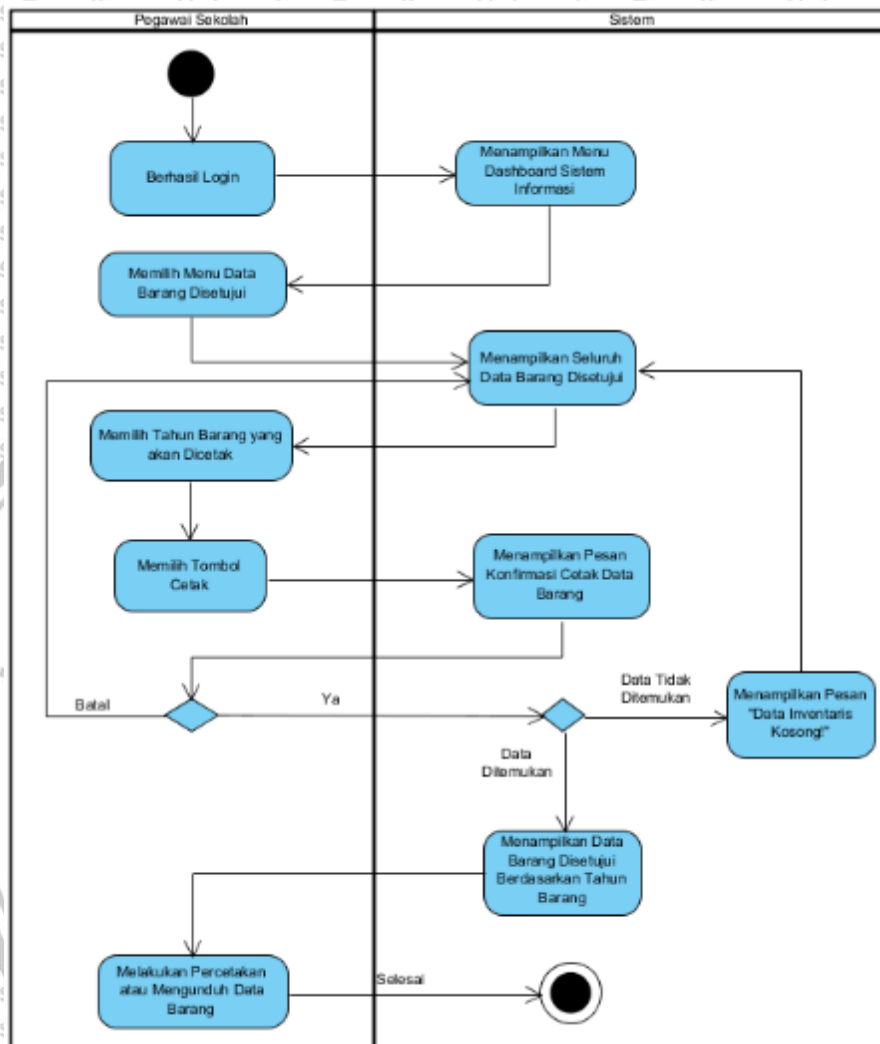 Pegawai Sekolah
Sistem
Berhasil Login
Menampilkan Menu
Dashboard Sistem
Informasi
Memilih Menu Data
Barang Disetujui
Menampilkan Seluruh
Data Barang Disetujui
Memilih Tahun Barang yang
akan Dicetak
Memilih Tombol
Cetak
Menampilkan Pesan
Konfirmasi Cetak Data
Barang
Batal
Ya
Data Tidak
Ditemukan
Menampilkan Pesan
"Data Inventaris
Kosong!"
Data
Ditemukan
Menampilkan Data
Barang Disetujui
Berdasarkan Tahun
Barang
Melakukan Percetakan
atau Mengunduh Data
Barang
Selesai